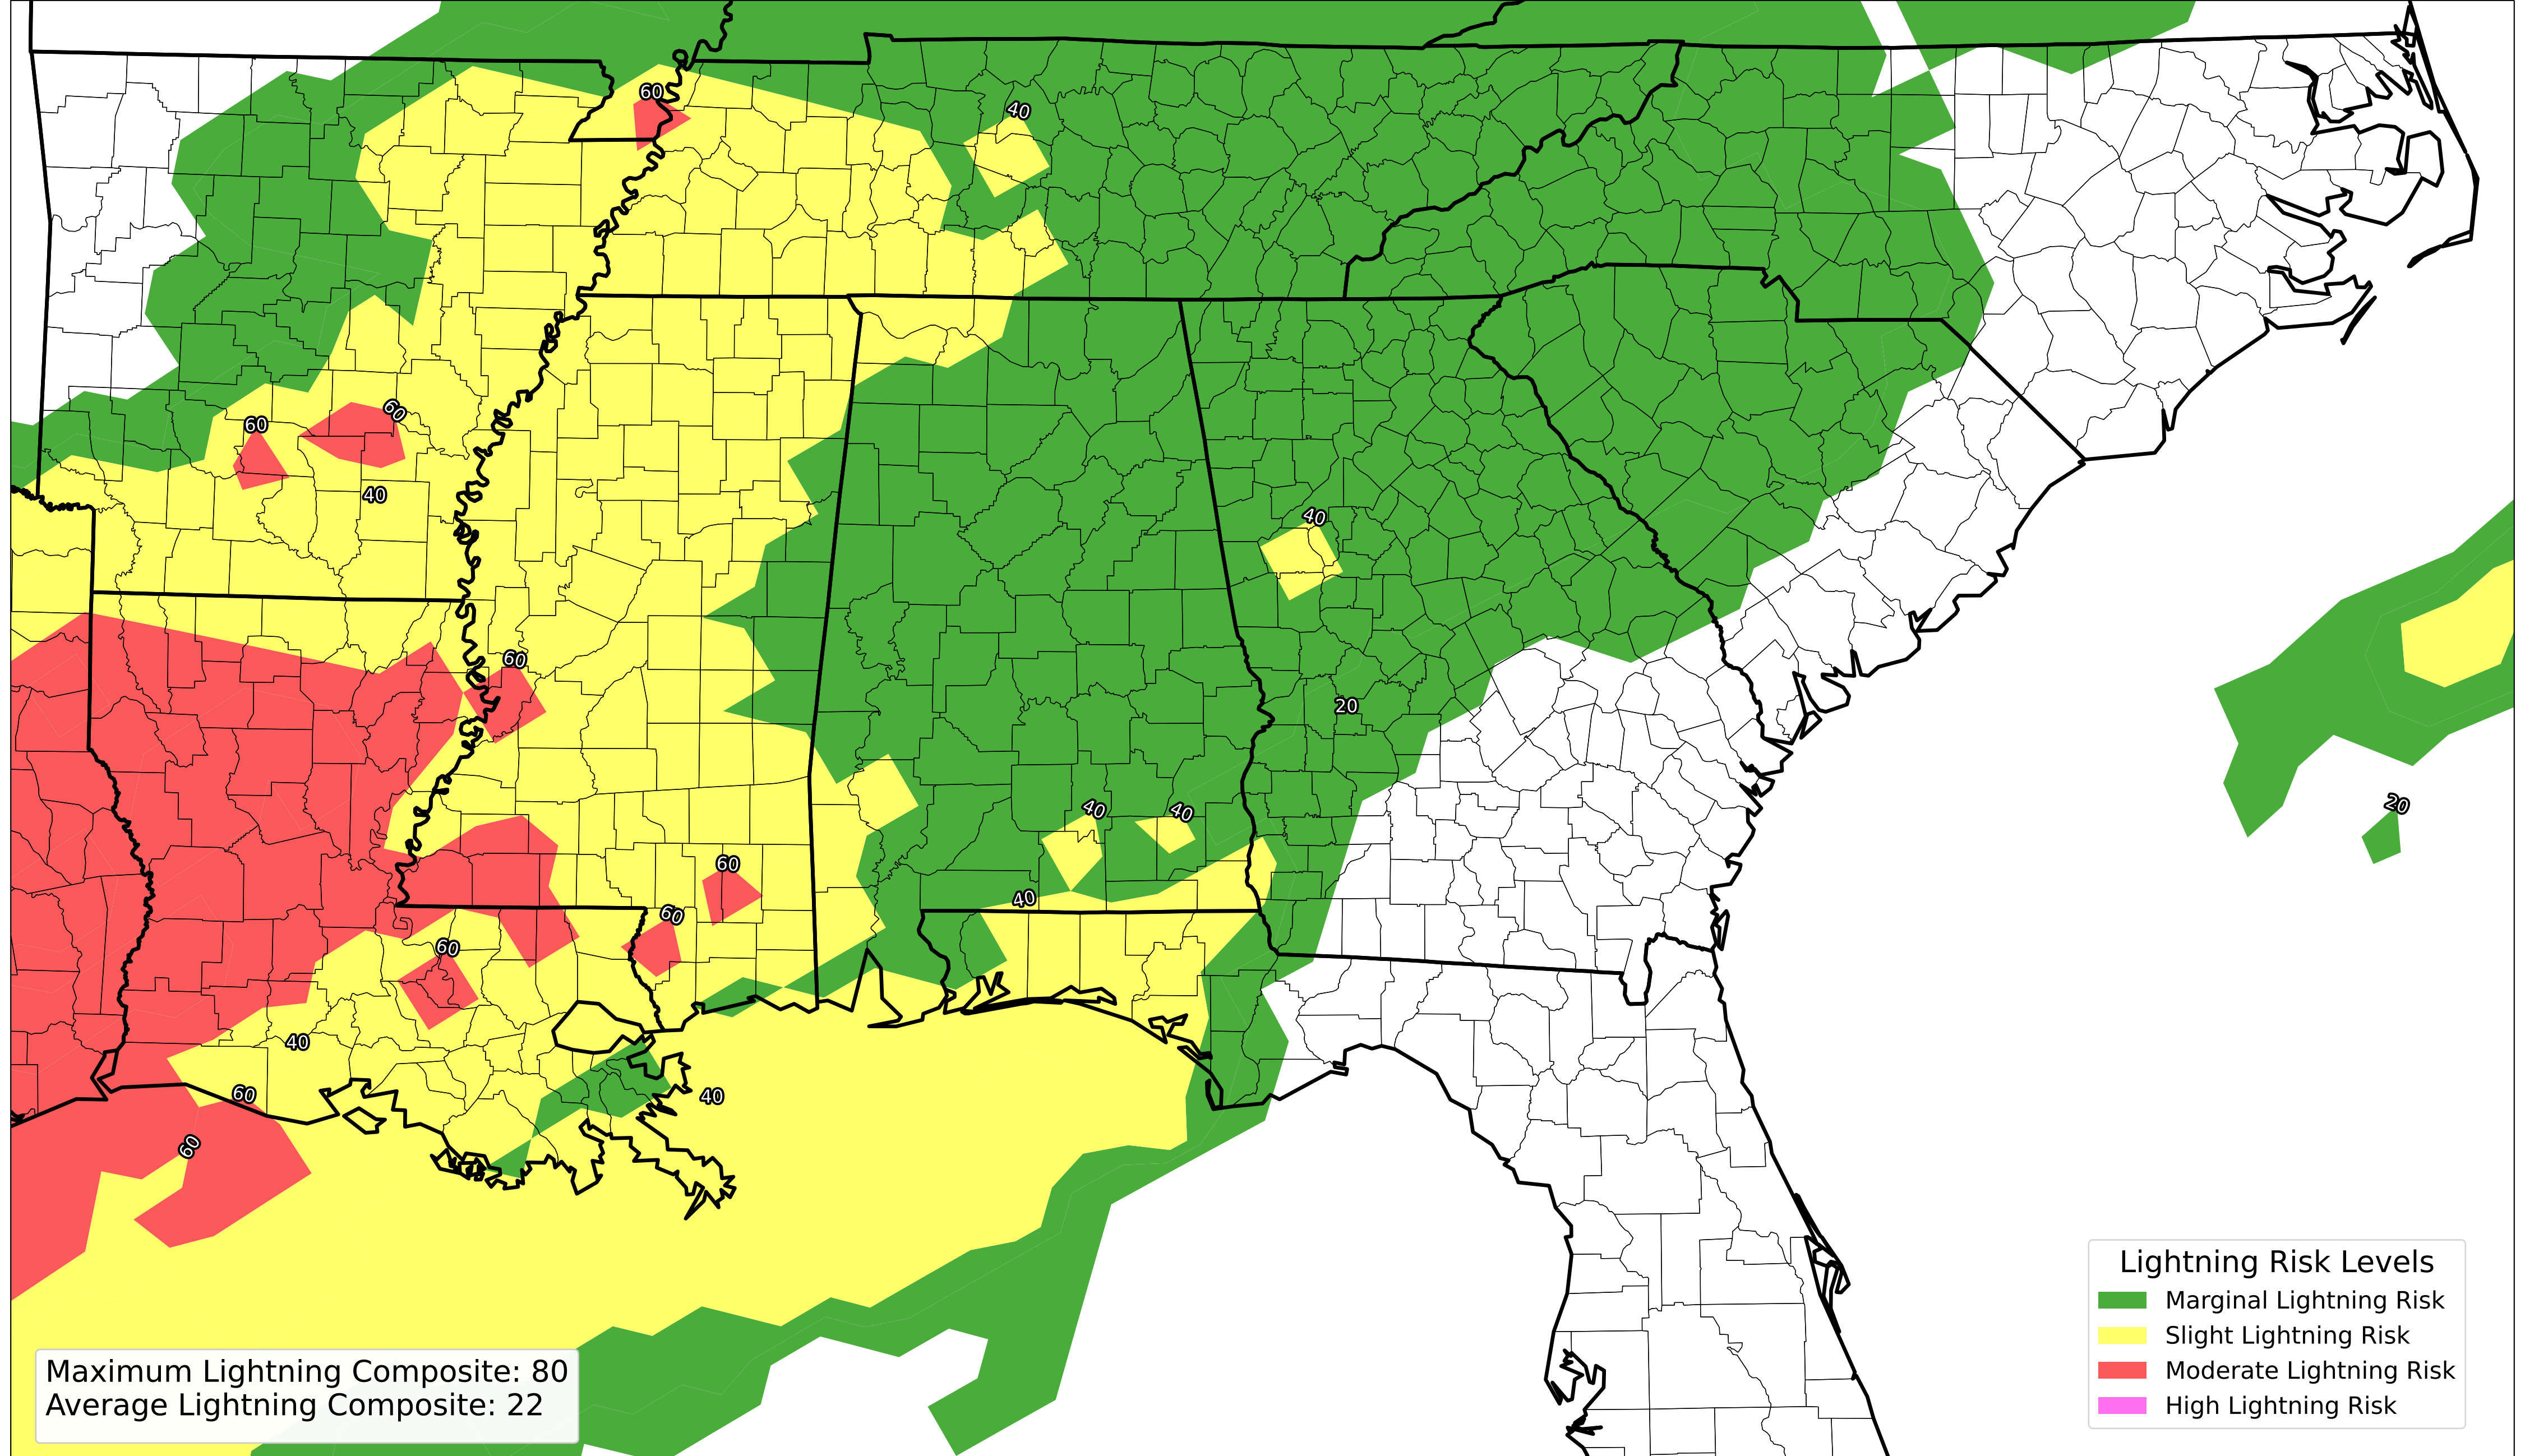 60
40
60
60
40
40
60
20
20
40
40
60
40
60
60
40
60
40
60
Lightning Risk Levels
Marginal Lightning Risk
Slight Lightning Risk
Moderate Lightning Risk
High Lightning Risk
Maximum Lightning Composite: 80
Average Lightning Composite: 22